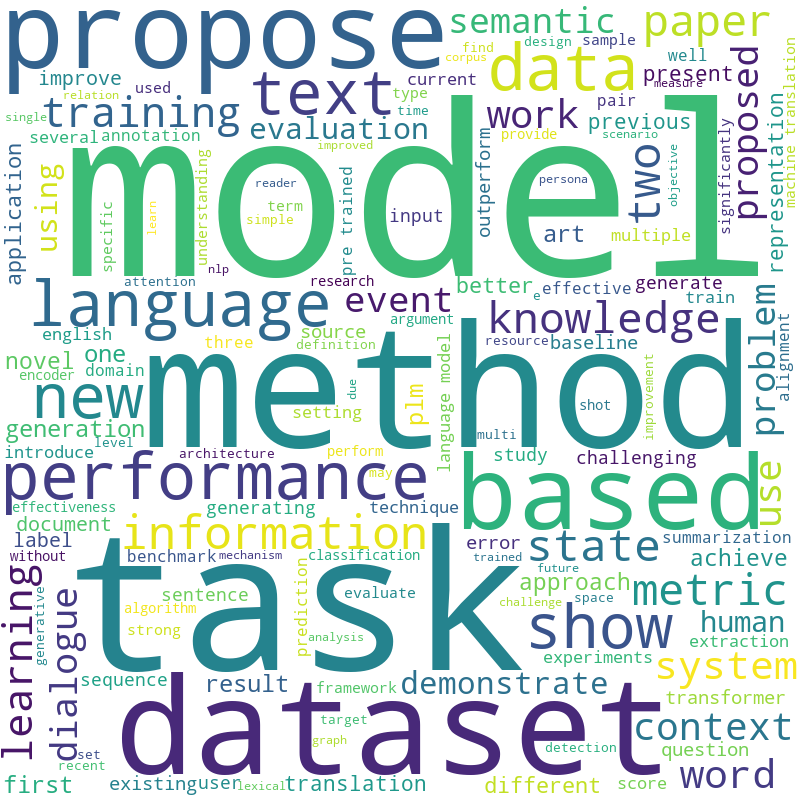 propose
semantic
paper
find
design
sample
corpus
well
machine translation
improve
used
text
current
data
present
measure
relation
type
pair
single
training
evaluation
time
work
previous
proposed
several
annotation
provide
scenario
significantly
representation
application
using
specific
understanding
improved
model
outperform
two
objective
learn
reader
persona
term
simple
input
art
multiple
pre trained
attention
nlp
research
better
effective
generate
e
train
language
event
knowledge
problem
alignment
english
source
argument
resource
baseline
novel
one
three
definition
domain
encoder
new
method
due
plm
language model
shot
improvement
setting
generation
multi
introduce
level
architecture
perform
study
challenging
performance
may
based
use
effectiveness
generating
technique
document
information
label
error
state
summarization
without
benchmark
mechanism
classification
trained
achieve
future
task
learning
generative
dialogue
sentence
prediction
evaluate
approach
space
metric
algorithm
challenge
strong
analysis
show
human
extraction
experiments
system
sequence
result
framework
demonstrate
transformer
dataset
target
context
graph
detection
question
set
recent
word
first
existing
user
lexical
translation
different
score